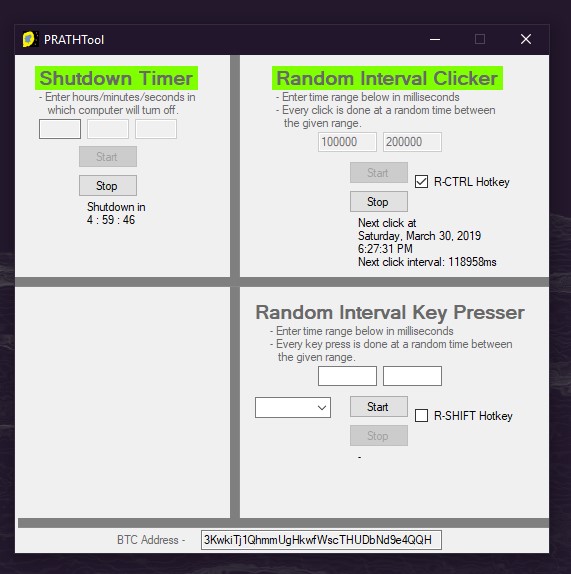 PRATHTool
Shutdown Timer
- Enter hours/minutes/seconds in
which computer will turn off.
Start
Stop
Shutdown in
4 : 59 : 46
Random Interval Clicker
- Enter time range below in milliseconds
- Every click is done at a random time between
the given range.
100000 200000
Start
R-CTRL Hotkey
Stop
Next click at
Saturday, March 30, 2019
6:27:31 PM
Next click interval: 118958ms
Random Interval Key Presser
- Enter time range below in milliseconds
- Every key press is done at a random time between
the given range.
Start
R-SHIFT Hotkey
Stop
-
BTC Address - 3KwkiTj1QhmmUgHkwfWscTHUDbNd9e4QQH